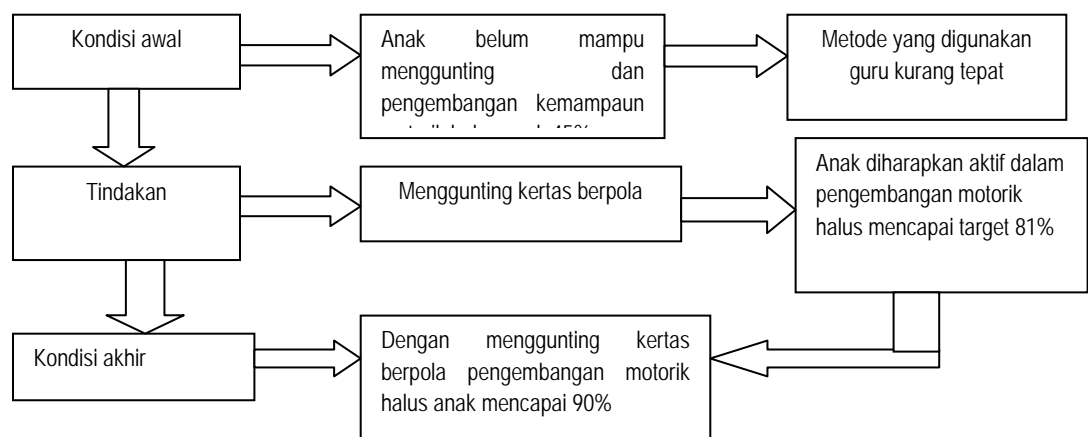 Kondisi awal
Anak belum mampu
menggunting dan
pengembangan kemampaun
Metode yang digunakan
guru kurang tepat
Tindakan
Menggunting kertas berpola
Anak diharapkan aktif dalam
pengembangan motorik
halus mencapai target 81%
Kondisi akhir
Dengan menggunting kertas
berpola pengembangan motorik
halus anak mencapai 90%